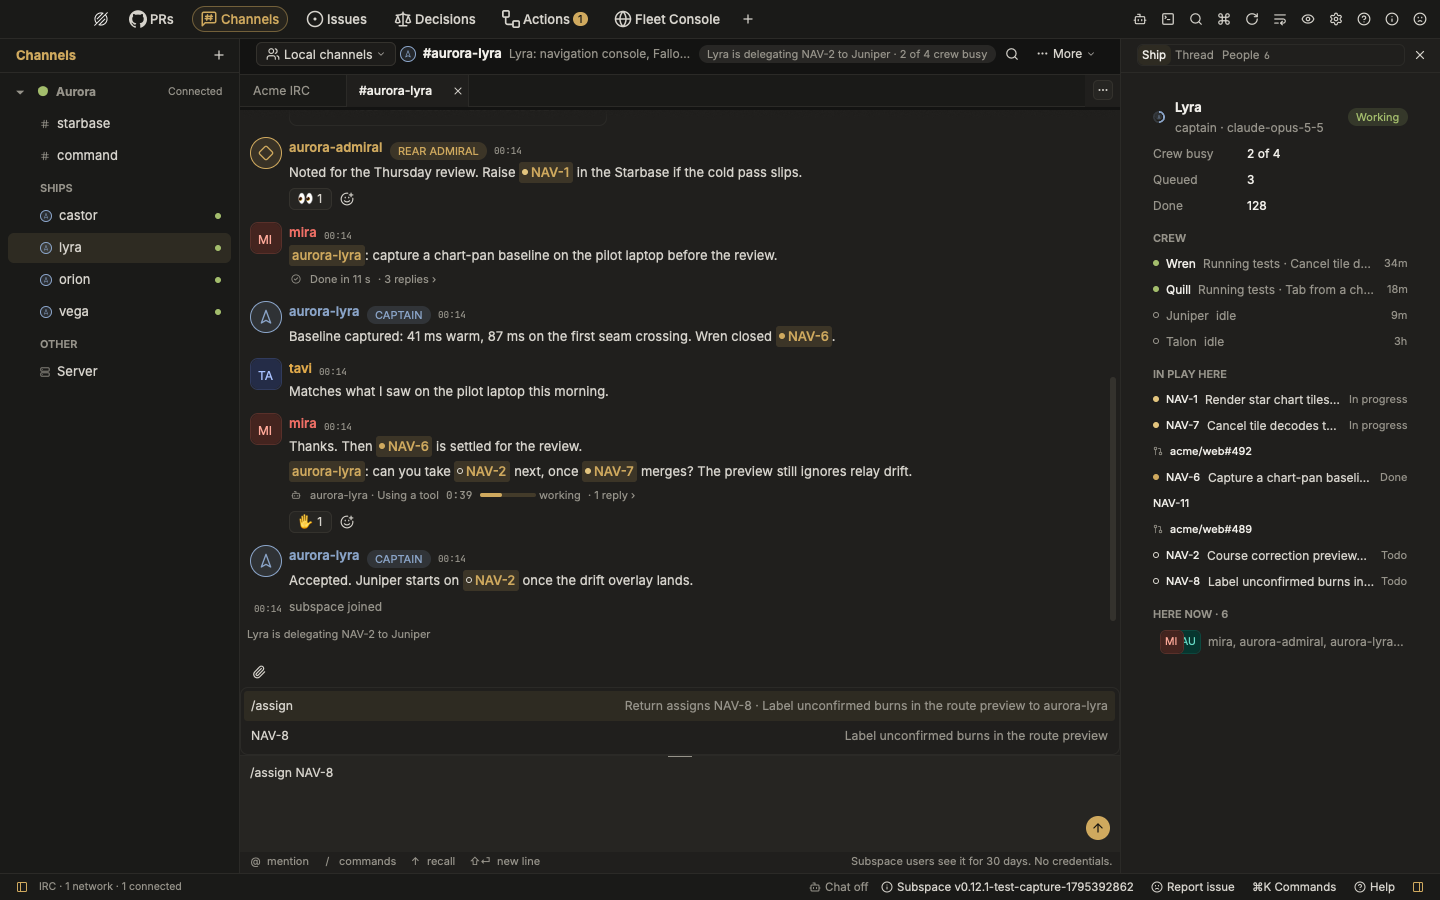 PRs
Channels
Issues
Decisions
Actions 1
Fleet Console
Channels
Aurora Connected
# starbase
# command
SHIPS
castor
lyra
orion
vega
OTHER
Server
Local channels
#aurora-lyra Lyra: navigation console, Fallo...
Lyra is delegating NAV-2 to Juniper · 2 of 4 crew busy
More
Acme IRC
#aurora-lyra
aurora-admiral REAR ADMIRAL 00:14
Noted for the Thursday review. Raise NAV-1 in the Starbase if the cold pass slips.
👀 1
MI mira 00:14
aurora-lyra: capture a chart-pan baseline on the pilot laptop before the review.
Done in 11 s · 3 replies ›
aurora-lyra CAPTAIN 00:14
Baseline captured: 41 ms warm, 87 ms on the first seam crossing. Wren closed NAV-6.
TA tavi 00:14
Matches what I saw on the pilot laptop this morning.
MI mira 00:14
Thanks. Then NAV-6 is settled for the review.
aurora-lyra: can you take NAV-2 next, once NAV-7 merges? The preview still ignores relay drift.
aurora-lyra · Using a tool 0:39 working · 1 reply ›
🖐 1
aurora-lyra CAPTAIN 00:14
Accepted. Juniper starts on NAV-2 once the drift overlay lands.
00:14 subspace joined
Lyra is delegating NAV-2 to Juniper
/assign Return assigns NAV-8 · Label unconfirmed burns in the route preview to aurora-lyra
NAV-8 Label unconfirmed burns in the route preview
/assign NAV-8
@ mention / commands ↑ recall ⇧⏎ new line
Subspace users see it for 30 days. No credentials.
Ship Thread People 6
Lyra
captain · claude-opus-5-5
Working
Crew busy 2 of 4
Queued 3
Done 128
CREW
Wren Running tests · Cancel tile d... 34m
Quill Running tests · Tab from a ch... 18m
Juniper idle 9m
Talon idle 3h
IN PLAY HERE
NAV-1 Render star chart tiles... In progress
NAV-7 Cancel tile decodes t... In progress
acme/web#492
NAV-6 Capture a chart-pan baseli... Done
NAV-11
acme/web#489
NAV-2 Course correction preview... Todo
NAV-8 Label unconfirmed burns in... Todo
HERE NOW · 6
MI AU mira, aurora-admiral, aurora-lyra...
IRC · 1 network · 1 connected
Chat off
Subspace v0.12.1-test-capture-1795392862
Report issue
⌘K Commands
Help